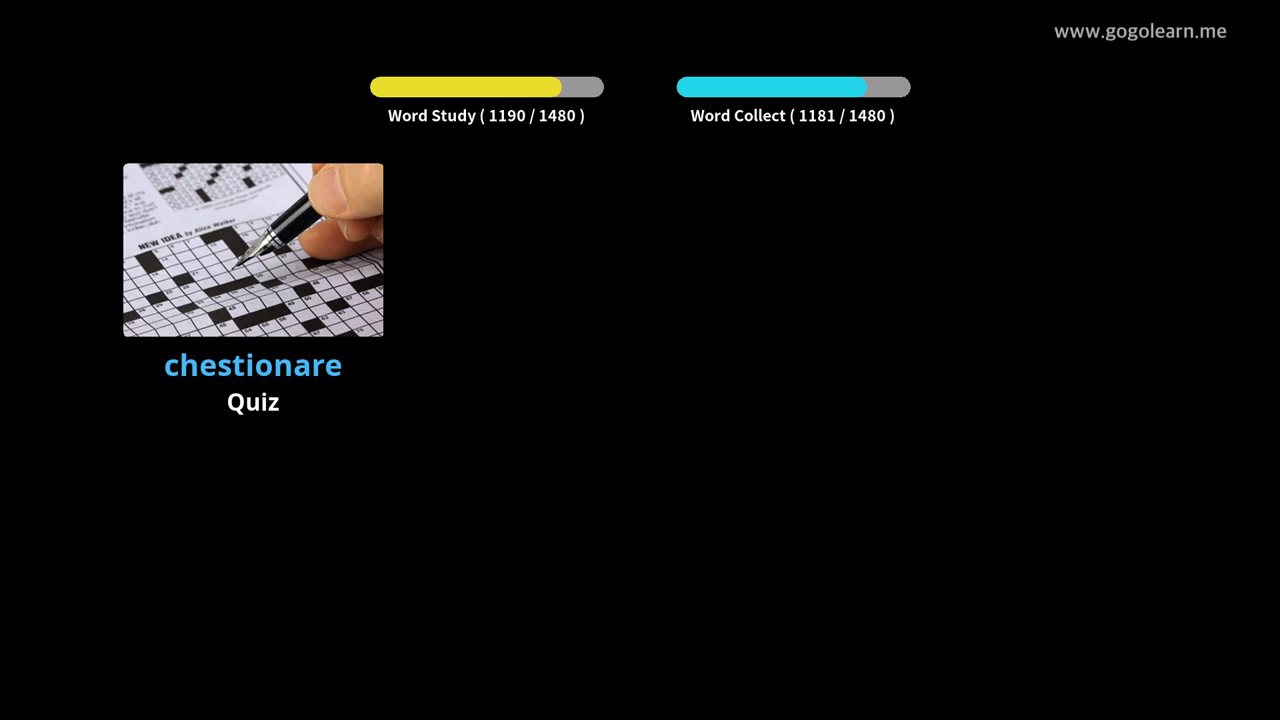 www.gogolearn.me
Word Study ( 1190 / 1480 )
Word Collect ( 1181 / 1480 )
NEW IDEA by Alice Walker
chestionare
Quiz